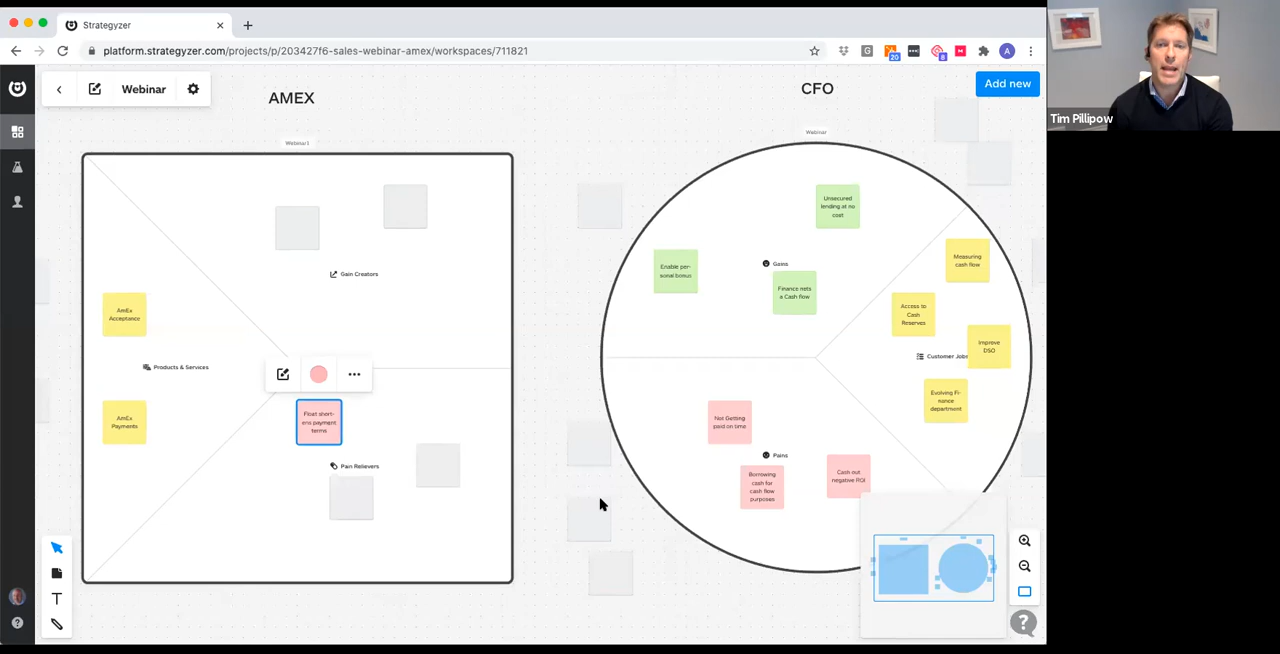 Strategyzer
platform.strategyzer.com/projects/p/203427f6-sales-webinar-amex/workspaces/711821
G
20
8
M
A
Tim Pillipow
Webinar
AMEX
CFO
Add new
Webinar1
Webinar
Gain Creators
AmEx
Acceptance
Products & Services
AmEx
Payments
Float short-
ens payment
terms
Pain Relievers
Unsecured
lending at no
cost
Enable per-
sonal bonus
Gains
Finance nets
a Cash flow
Measuring
cash flow
Access to
Cash
Reserves
Customer Jobs
Improve
DSO
Evolving Fi-
nance
department
Not Getting
paid on time
Pains
Borrowing
cash for
cash flow
purposes
Cash out
negative ROI
T
?
?